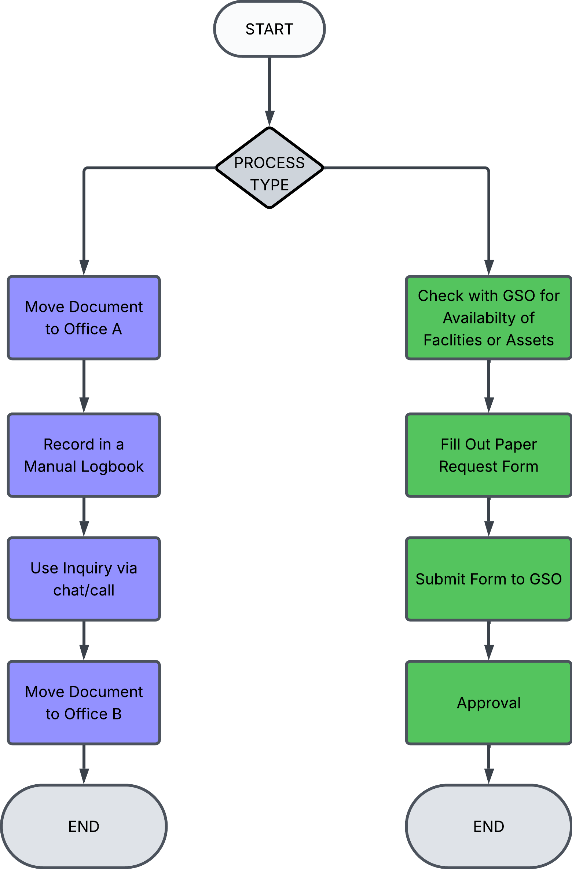 START
PROCESS
TYPE
Move Document
to Office A
Record in a
Manual Logbook
Use Inquiry via
chat/call
Move Document
to Office B
END
Check with GSO for
Availabilty of
Faclities or Assets
Fill Out Paper
Request Form
Submit Form to GSO
Approval
END